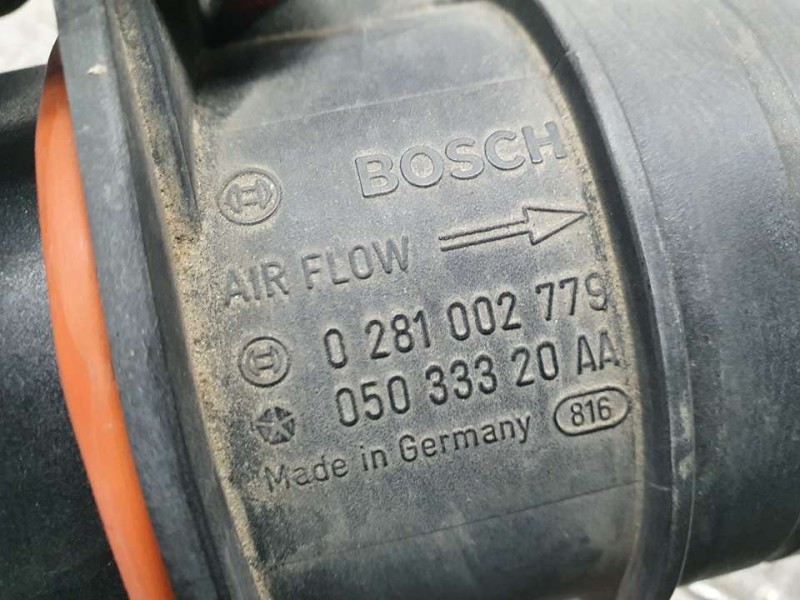 BOSCH
AIR FLOW
0 281 002 779
050 333 20 AA
Made in Germany 816